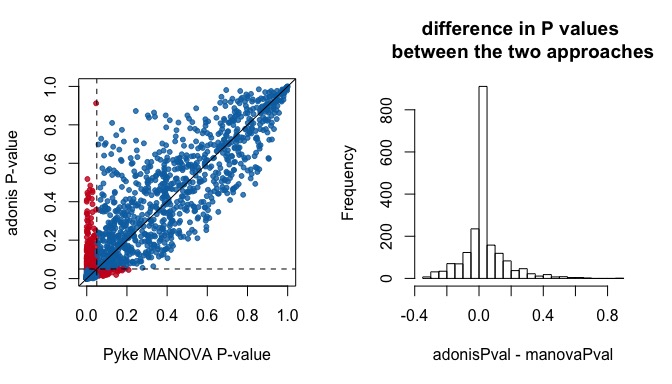 difference in P values
between the two approaches
adonis P-value
0.0 0.2 0.4 0.6 0.8 1.0
0.0 0.2 0.4 0.6 0.8 1.0
Pyke MANOVA P-value
Frequency
0 200 400 600 800
-0.4 0.0 0.4 0.8
adonisPval - manovaPval